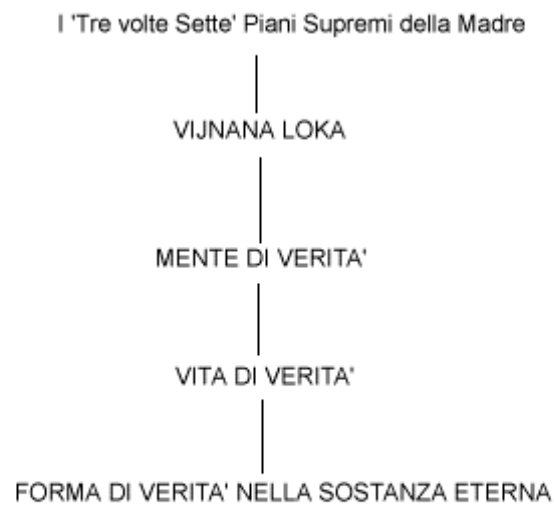 I 'Tre volte Sette' Piani Supremi della Madre
VIJNANA LOKA
MENTE DI VERITA'
VITA DI VERITA'
FORMA DI VERITA' NELLA SOSTANZA ETERNA